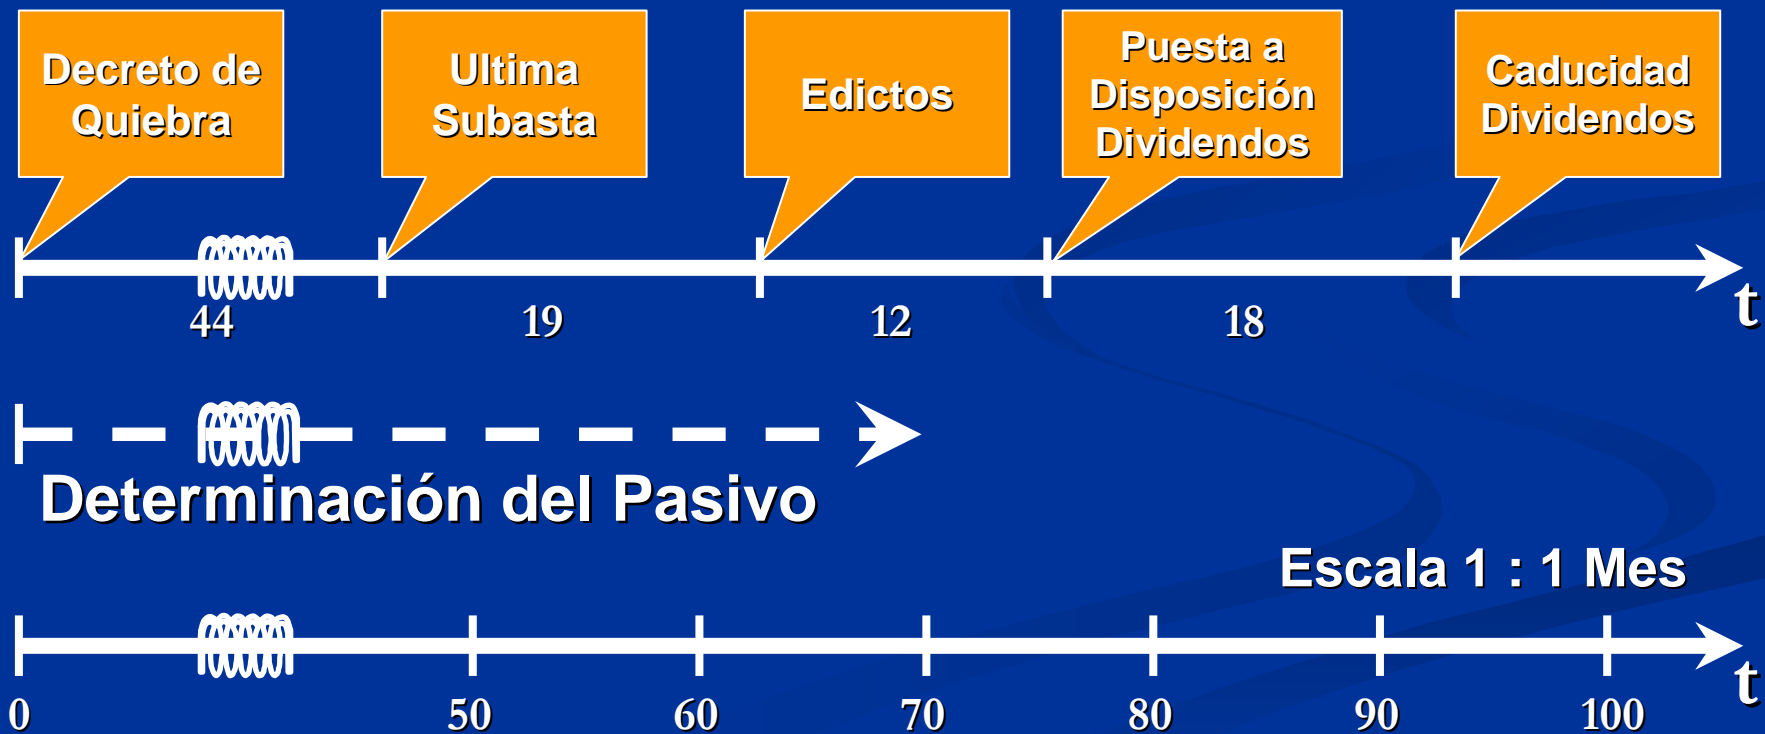 Decreto de
Quiebra
Ultima
Subasta
Edictos
Puesta a
Disposición
Dividendos
Caducidad
Dividendos
44
19
12
18
t
Determinación del Pasivo
Escala 1 : 1 Mes
t
0
50
60
70
80
90
100